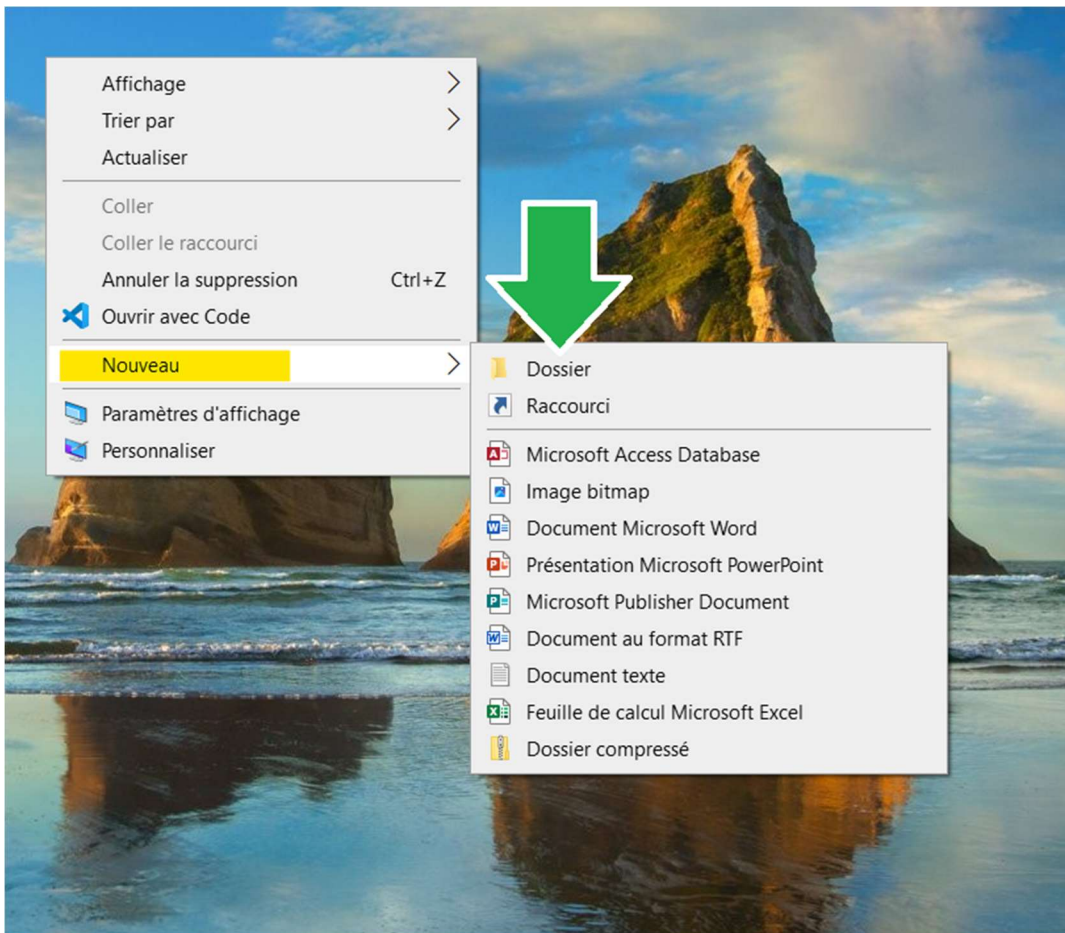 Affichage
Trier par
Actualiser
Coller
Coller le raccourci
Annuler la suppression Ctrl+Z
Ouvrir avec Code
Nouveau
Paramètres d'affichage
Personnaliser
Dossier
Raccourci
Microsoft Access Database
Image bitmap
Document Microsoft Word
Présentation Microsoft PowerPoint
Microsoft Publisher Document
Document au format RTF
Document texte
Feuille de calcul Microsoft Excel
Dossier compressé